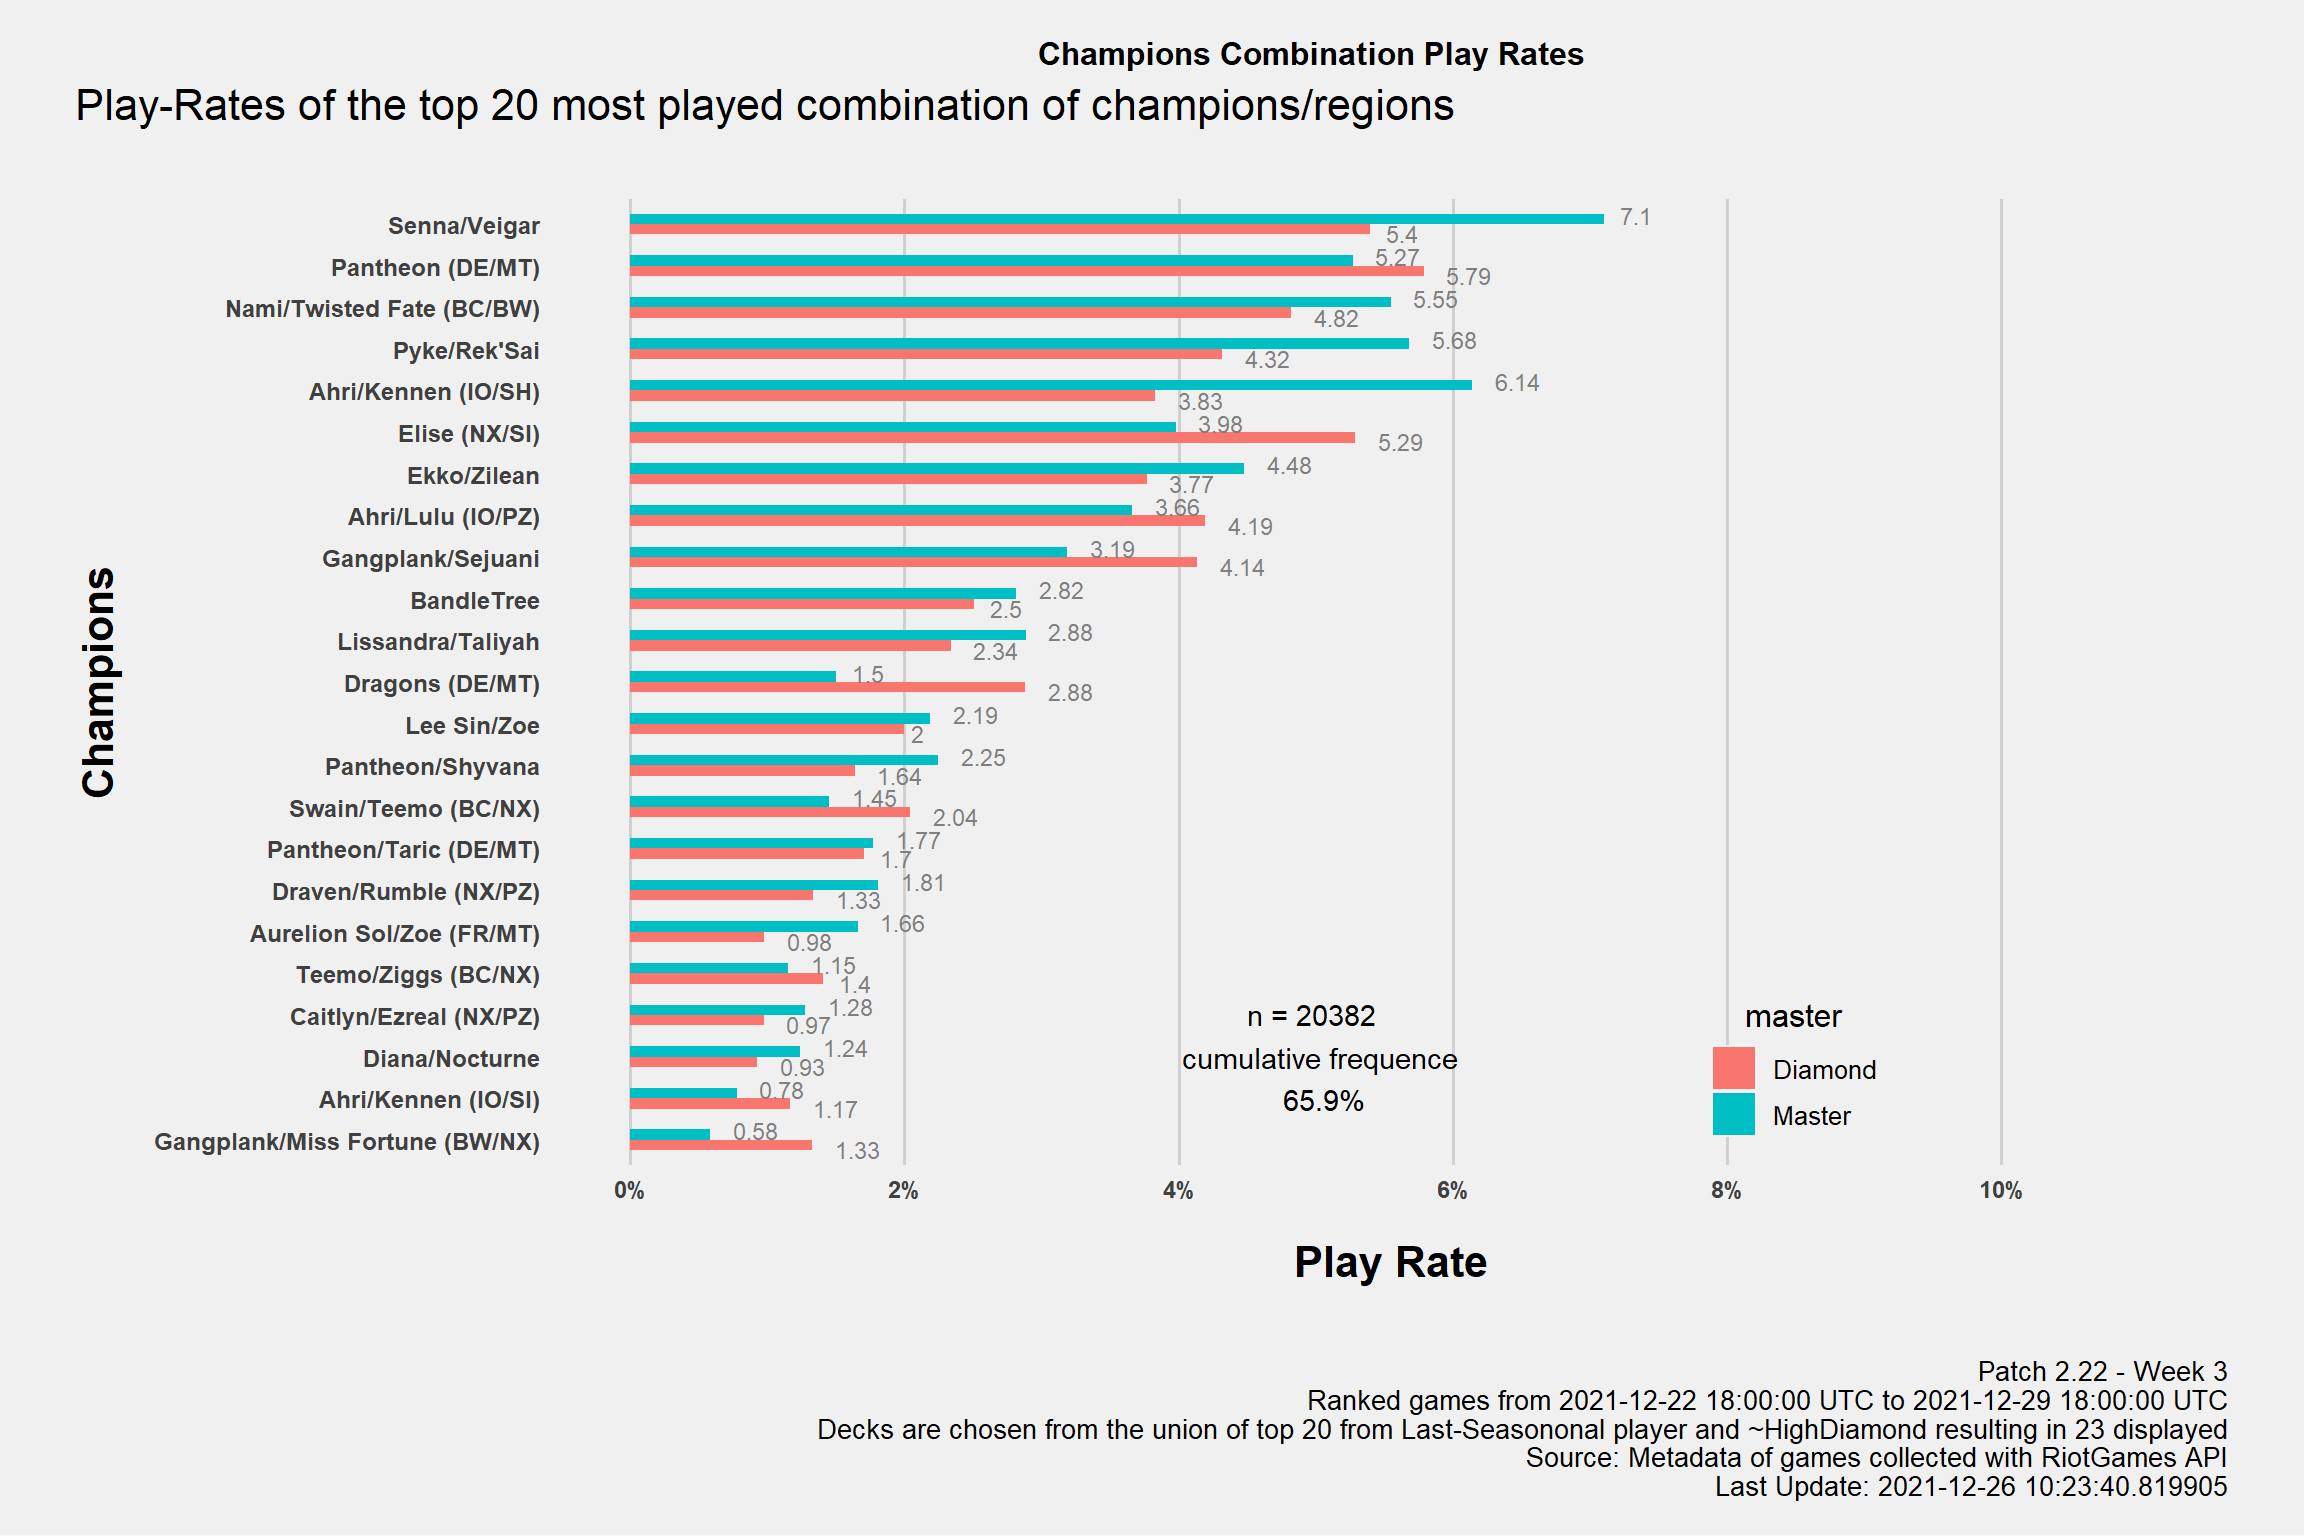 Champions Combination Play Rates
Play-Rates of the top 20 most played combination of champions/regions
Champions
Senna/Veigar
7.1
5.4
Pantheon (DE/MT)
5.27
5.79
Nami/Twisted Fate (BC/BW)
5.55
4.82
Pyke/Rek'Sai
5.68
4.32
Ahri/Kennen (IO/SH)
6.14
3.83
Elise (NX/SI)
3.98
5.29
Ekko/Zilean
4.48
3.77
Ahri/Lulu (IO/PZ)
3.66
4.19
Gangplank/Sejuani
3.19
4.14
BandleTree
2.82
2.5
Lissandra/Taliyah
2.88
2.34
Dragons (DE/MT)
1.5
2.88
Lee Sin/Zoe
2.19
2
Pantheon/Shyvana
2.25
1.64
Swain/Teemo (BC/NX)
1.45
2.04
Pantheon/Taric (DE/MT)
1.77
1.7
Draven/Rumble (NX/PZ)
1.81
1.33
Aurelion Sol/Zoe (FR/MT)
1.66
0.98
Teemo/Ziggs (BC/NX)
1.15
1.4
Caitlyn/Ezreal (NX/PZ)
1.28
0.97
Diana/Nocturne
1.24
0.93
Ahri/Kennen (IO/SI)
0.78
1.17
Gangplank/Miss Fortune (BW/NX)
0.58
1.33
n = 20382
cumulative frequence
65.9%
master
Diamond
Master
0% 2% 4% 6% 8% 10%
Play Rate
Patch 2.22 - Week 3
Ranked games from 2021-12-22 18:00:00 UTC to 2021-12-29 18:00:00 UTC
Decks are chosen from the union of top 20 from Last-Seasononal player and ~HighDiamond resulting in 23 displayed
Source: Metadata of games collected with RiotGames API
Last Update: 2021-12-26 10:23:40.819905